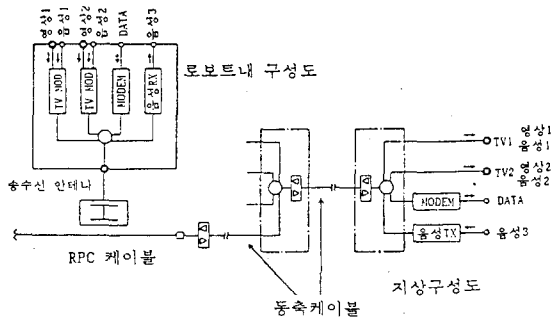 영상1 음성1 영상2 음성2 DATA 음성3
TV MOD
TV MOD
MODEM
음성RX
로보트내 구성도
송수신 안테나
RPC 케이블
동축케이블
TV1 영상1 음성1
TV2 영상2 음성2
MODEM DATA
음성TX 음성3
지상구성도